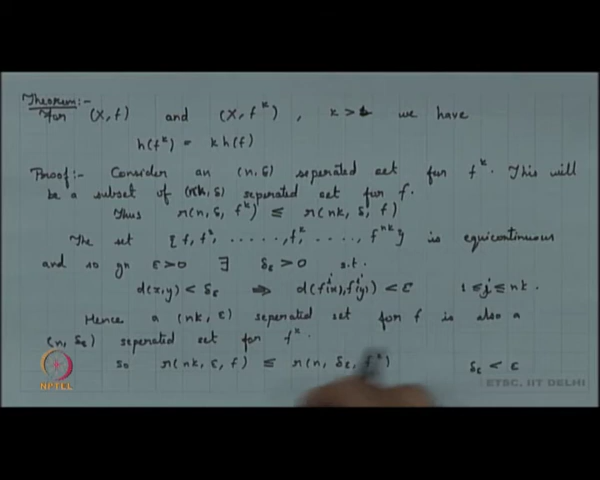 Theorem:-
For (X, f) and (X, f^k), k > 1 we have
h(f^k) = k h(f)
Proof:- Consider an (n, δ) seperated set for f^k. This will
be a subset of (nk, δ) seperated set for f.
Thus r(n, δ, f^k) ≤ r(nk, δ, f)
The set {f, f², ....., f^k, ...., f^nk} is equicontinuous
and so gn ε>0 ∃ δ_ε > 0 s.t.
d(x,y) < δ_ε ⇒ d(f^j(x), f^j(y)) < ε 1 ≤ j ≤ nk.
Hence a (nk, ε) seperated set for f is also a
(n, δ_ε) seperated set for f^k.
so r(nk, ε, f) ≤ r(n, δ_ε, f^k) δ_ε < ε
NPTEL
ETSC, IIT DELHI